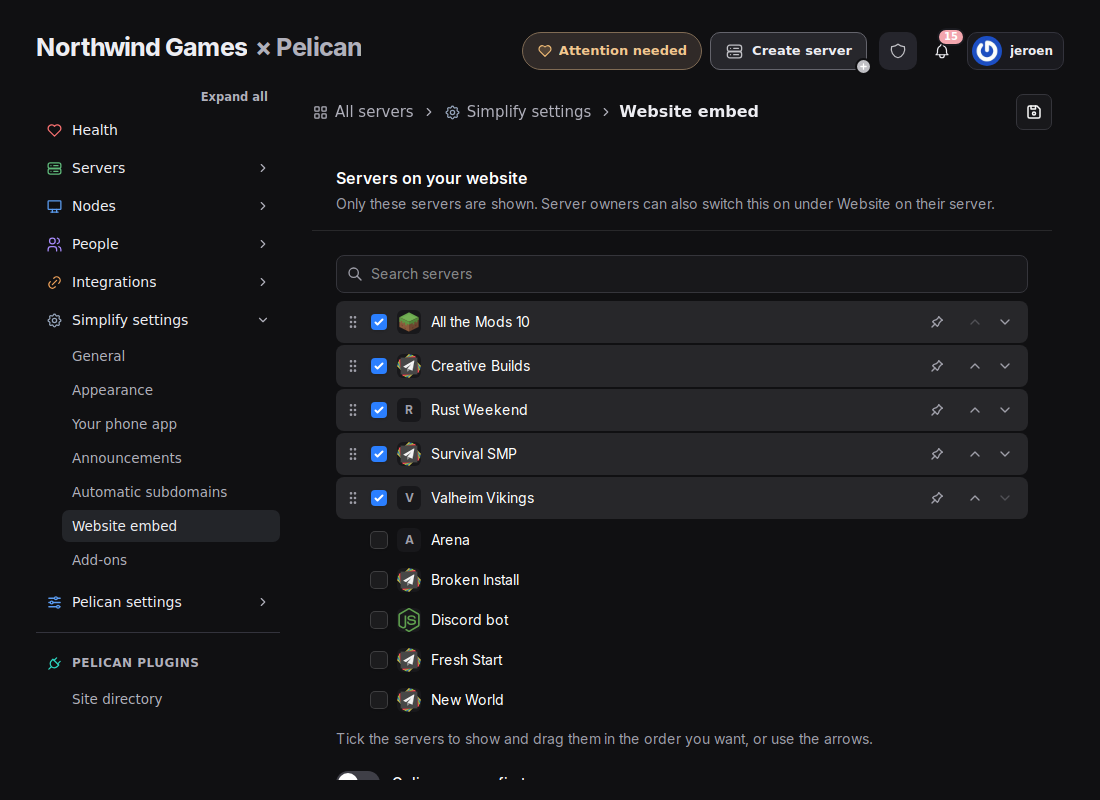 Northwind Games × Pelican
Attention needed
Create server
15
jeroen
Expand all
Health
Servers
Nodes
People
Integrations
Simplify settings
General
Appearance
Your phone app
Announcements
Automatic subdomains
Website embed
Add-ons
Pelican settings
PELICAN PLUGINS
Site directory
All servers > Simplify settings > Website embed
Servers on your website
Only these servers are shown. Server owners can also switch this on under Website on their server.
Search servers
All the Mods 10
Creative Builds
R Rust Weekend
Survival SMP
V Valheim Vikings
A Arena
Broken Install
JS Discord bot
Fresh Start
New World
Tick the servers to show and drag them in the order you want, or use the arrows.